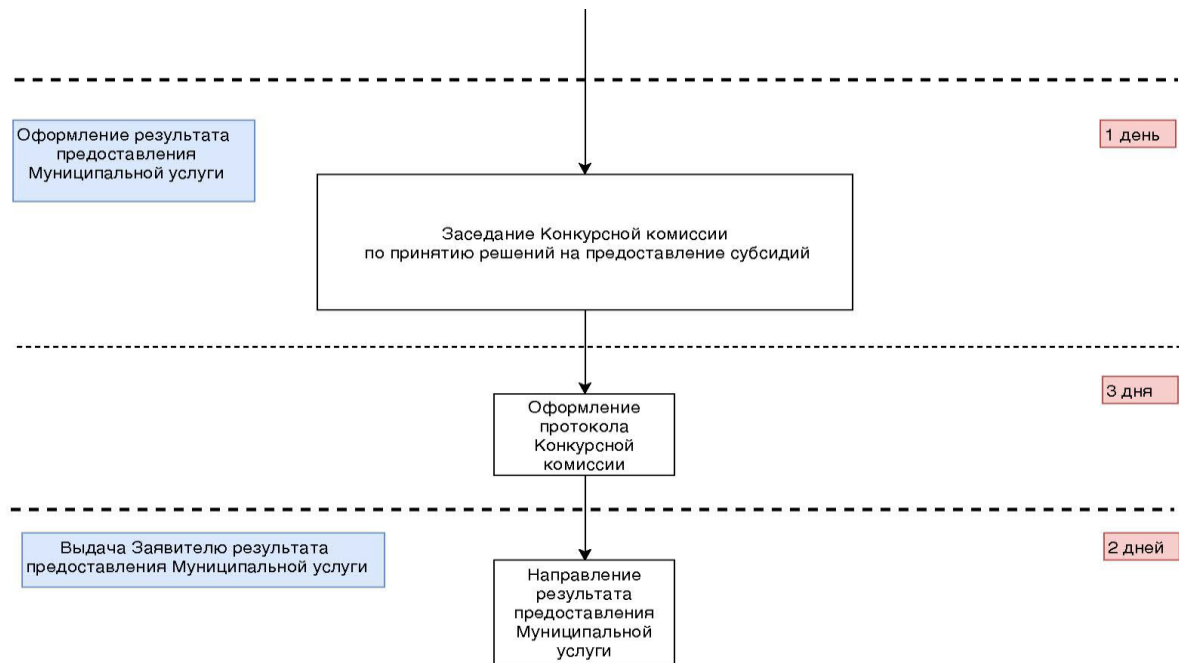 Оформление результата
предоставления
Муниципальной услуги
1 день
Заседание Конкурсной комиссии
по принятию решений на предоставление субсидий
3 дня
Оформление
протокола
Конкурсной
комиссии
Выдача Заявителю результата
предоставления Муниципальной услуги
2 дней
Направление
результата
предоставления
Муниципальной
услуги